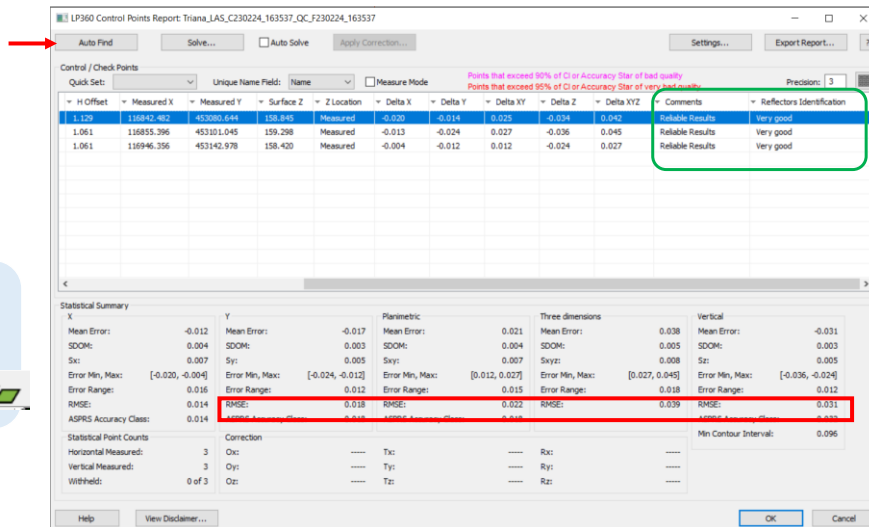 LP360 Control Points Report: Triana_LAS_C230224_163537_QC_F230224_163537
Auto Find Solve... Auto Solve Apply Correction... Settings... Export Report... ?
Control / Check Points
Quick Set: Unique Name Field: Name Measure Mode Points that exceed 90% of CI or Accuracy Star of bad quality Precision: 3
Points that exceed 95% of CI or Accuracy Star of very bad quality
H Offset Measured X Measured Y Surface Z Z Location Delta X Delta Y Delta XY Delta Z Delta XYZ Comments Reflectors Identification
1.129 116842.482 453080.644 158.845 Measured -0.020 -0.014 0.025 -0.034 0.042 Reliable Results Very good
1.061 116855.396 453101.045 159.298 Measured -0.013 -0.024 0.027 -0.036 0.045 Reliable Results Very good
1.061 116946.356 453142.978 158.420 Measured -0.004 -0.012 0.012 -0.024 0.027 Reliable Results Very good
Statistical Summary
X Y Planimetric Three dimensions Vertical
Mean Error: -0.012 Mean Error: -0.017 Mean Error: 0.021 Mean Error: 0.038 Mean Error: -0.031
SDOM: 0.004 SDOM: 0.003 SDOM: 0.004 SDOM: 0.005 SDOM: 0.003
Sx: 0.007 Sy: 0.005 Sxy: 0.007 Sxyz: 0.008 Sz: 0.005
Error Min, Max: [-0.020, -0.004] Error Min, Max: [-0.024, -0.012] Error Min, Max: [0.012, 0.027] Error Min, Max: [0.027, 0.045] Error Min, Max: [-0.036, -0.024]
Error Range: 0.016 Error Range: 0.012 Error Range: 0.015 Error Range: 0.018 Error Range: 0.012
RMSE: 0.014 RMSE: 0.018 RMSE: 0.022 RMSE: 0.039 RMSE: 0.031
ASPRS Accuracy Class: 0.014 ASPRS Accuracy Class: ASPRS Accuracy Class: ASPRS Accuracy Class:
Statistical Point Counts Correction Min Contour Interval: 0.096
Horizontal Measured: 3 Ox: ----- Tx: ----- Rx: -----
Vertical Measured: 3 Oy: ----- Ty: ----- Ry: -----
Withheld: 0 of 3 Oz: ----- Tz: ----- Rz: -----
Help View Disclaimer... OK Cancel